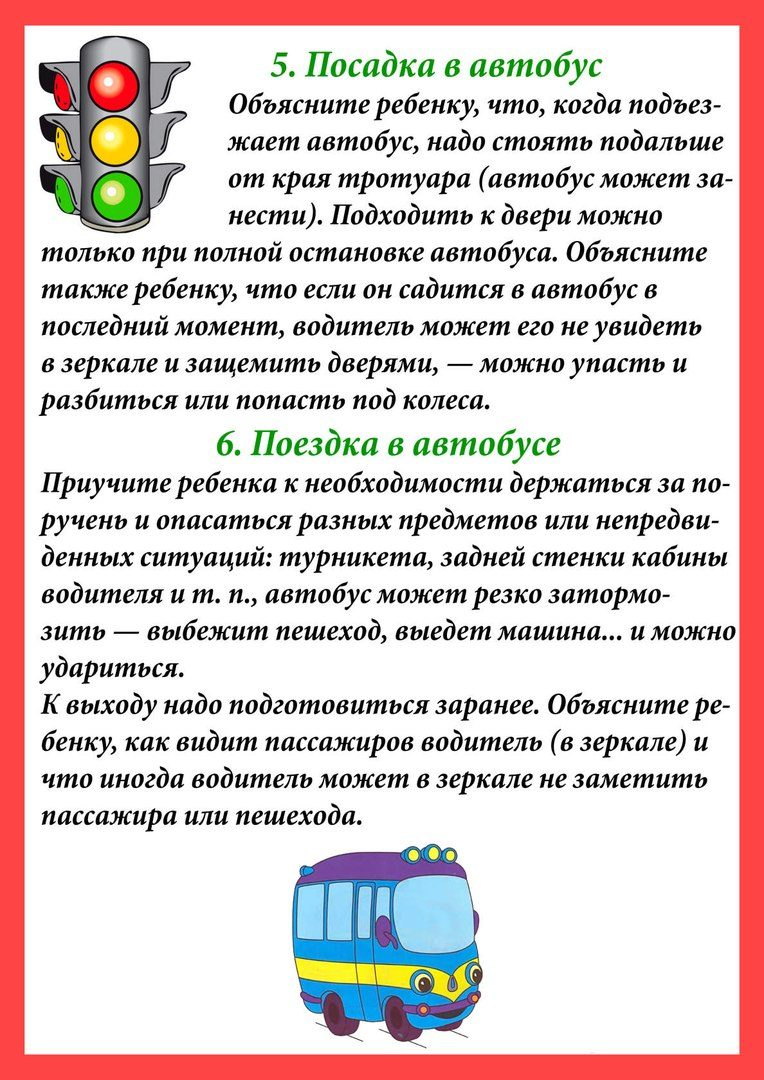 5. Посадка в автобус
Объясните ребенку, что, когда подъез-
жает автобус, надо стоять подальше
от края тротуара (автобус может за-
нести). Подходить к двери можно
только при полной остановке автобуса. Объясните
также ребенку, что если он садится в автобус в
последний момент, водитель может его не увидеть
в зеркале и защемить дверями, — можно упасть и
разбиться или попасть под колеса.
6. Поездка в автобусе
Приучите ребенка к необходимости держаться за по-
ручень и опасаться разных предметов или непредви-
денных ситуаций: турникета, задней стенки кабины
водителя и т. п., автобус может резко затормо-
зить — выбежит пешеход, выедет машина... и можно
удариться.
К выходу надо подготовиться заранее. Объясните ре-
бенку, как видит пассажиров водитель (в зеркале) и
что иногда водитель может в зеркале не заметить
пассажира или пешехода.